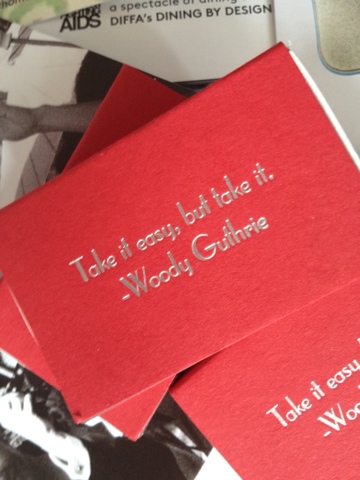 AIDS
a spectacle of dining
DIFFA's DINING BY DESIGN
Take it easy, but take it.
-Woody Guthrie
Take it easy,
-Woo